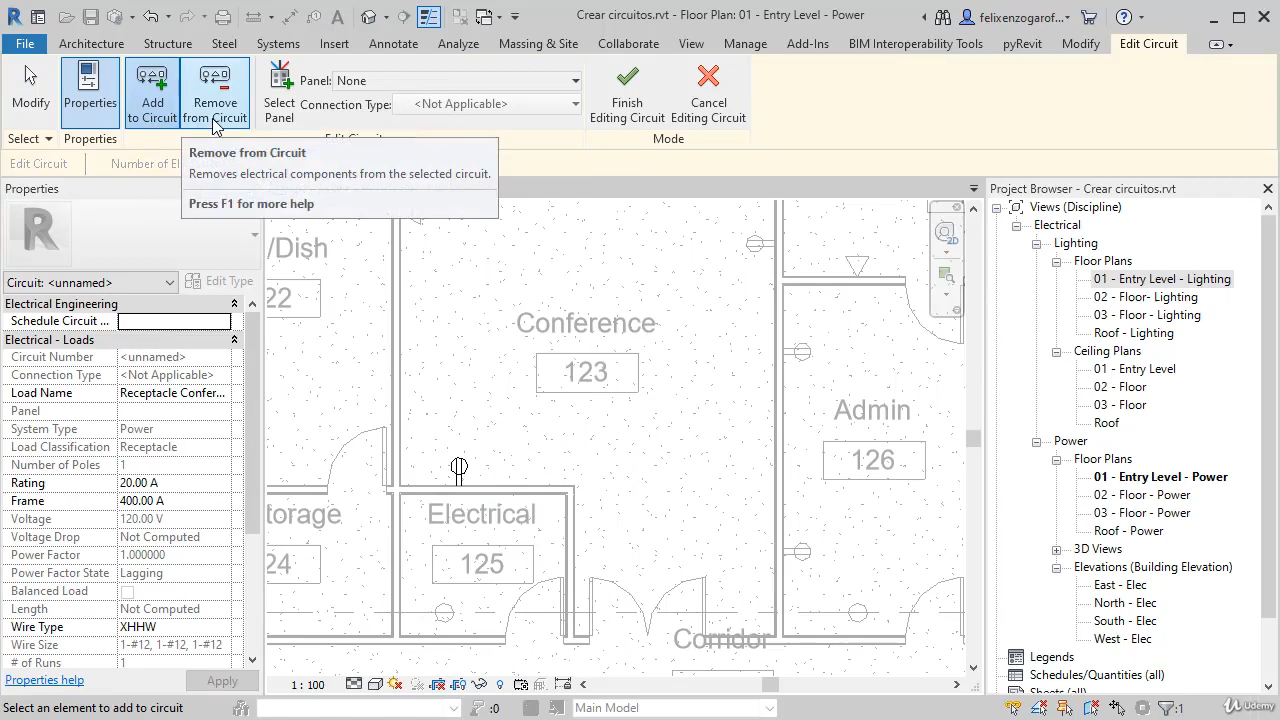 Crear circuitos.rvt - Floor Plan: 01 - Entry Level - Power
felixenzogarof...
File Architecture Structure Steel Systems Insert Annotate Analyze Massing & Site Collaborate View Manage Add-Ins BIM Interoperability Tools pyRevit Modify Edit Circuit
Modify
Properties
Add to Circuit
Remove from Circuit
Select Panel
Panel: None
Connection Type: <Not Applicable>
Finish Editing Circuit
Cancel Editing Circuit
Select
Properties
Mode
Edit Circuit
Remove from Circuit
Removes electrical components from the selected circuit.
Press F1 for more help
Properties
Circuit: <unnamed>
Edit Type
Electrical Engineering
Schedule Circuit ...
Electrical - Loads
Circuit Number <unnamed>
Connection Type <Not Applicable>
Load Name Receptacle Confer...
Panel
System Type Power
Load Classification Receptacle
Number of Poles 1
Rating 20.00 A
Frame 400.00 A
Voltage 120.00 V
Voltage Drop Not Computed
Power Factor 1.000000
Power Factor State Lagging
Balanced Load
Length Not Computed
Wire Type XHHW
Wire Size 1-#12, 1-#12, 1-#12
# of Runs 1
Properties help
Apply
/Dish
22
Conference
123
Admin
126
torage
24
Electrical
125
Corridor
1 : 100
Project Browser - Crear circuitos.rvt
Views (Discipline)
Electrical
Lighting
Floor Plans
01 - Entry Level - Lighting
02 - Floor- Lighting
03 - Floor - Lighting
Roof - Lighting
Ceiling Plans
01 - Entry Level
02 - Floor
03 - Floor
Roof
Power
Floor Plans
01 - Entry Level - Power
02 - Floor - Power
03 - Floor - Power
Roof - Power
3D Views
Elevations (Building Elevation)
East - Elec
North - Elec
South - Elec
West - Elec
Legends
Schedules/Quantities (all)
Select an element to add to circuit
:0
Main Model
:1
Udemy